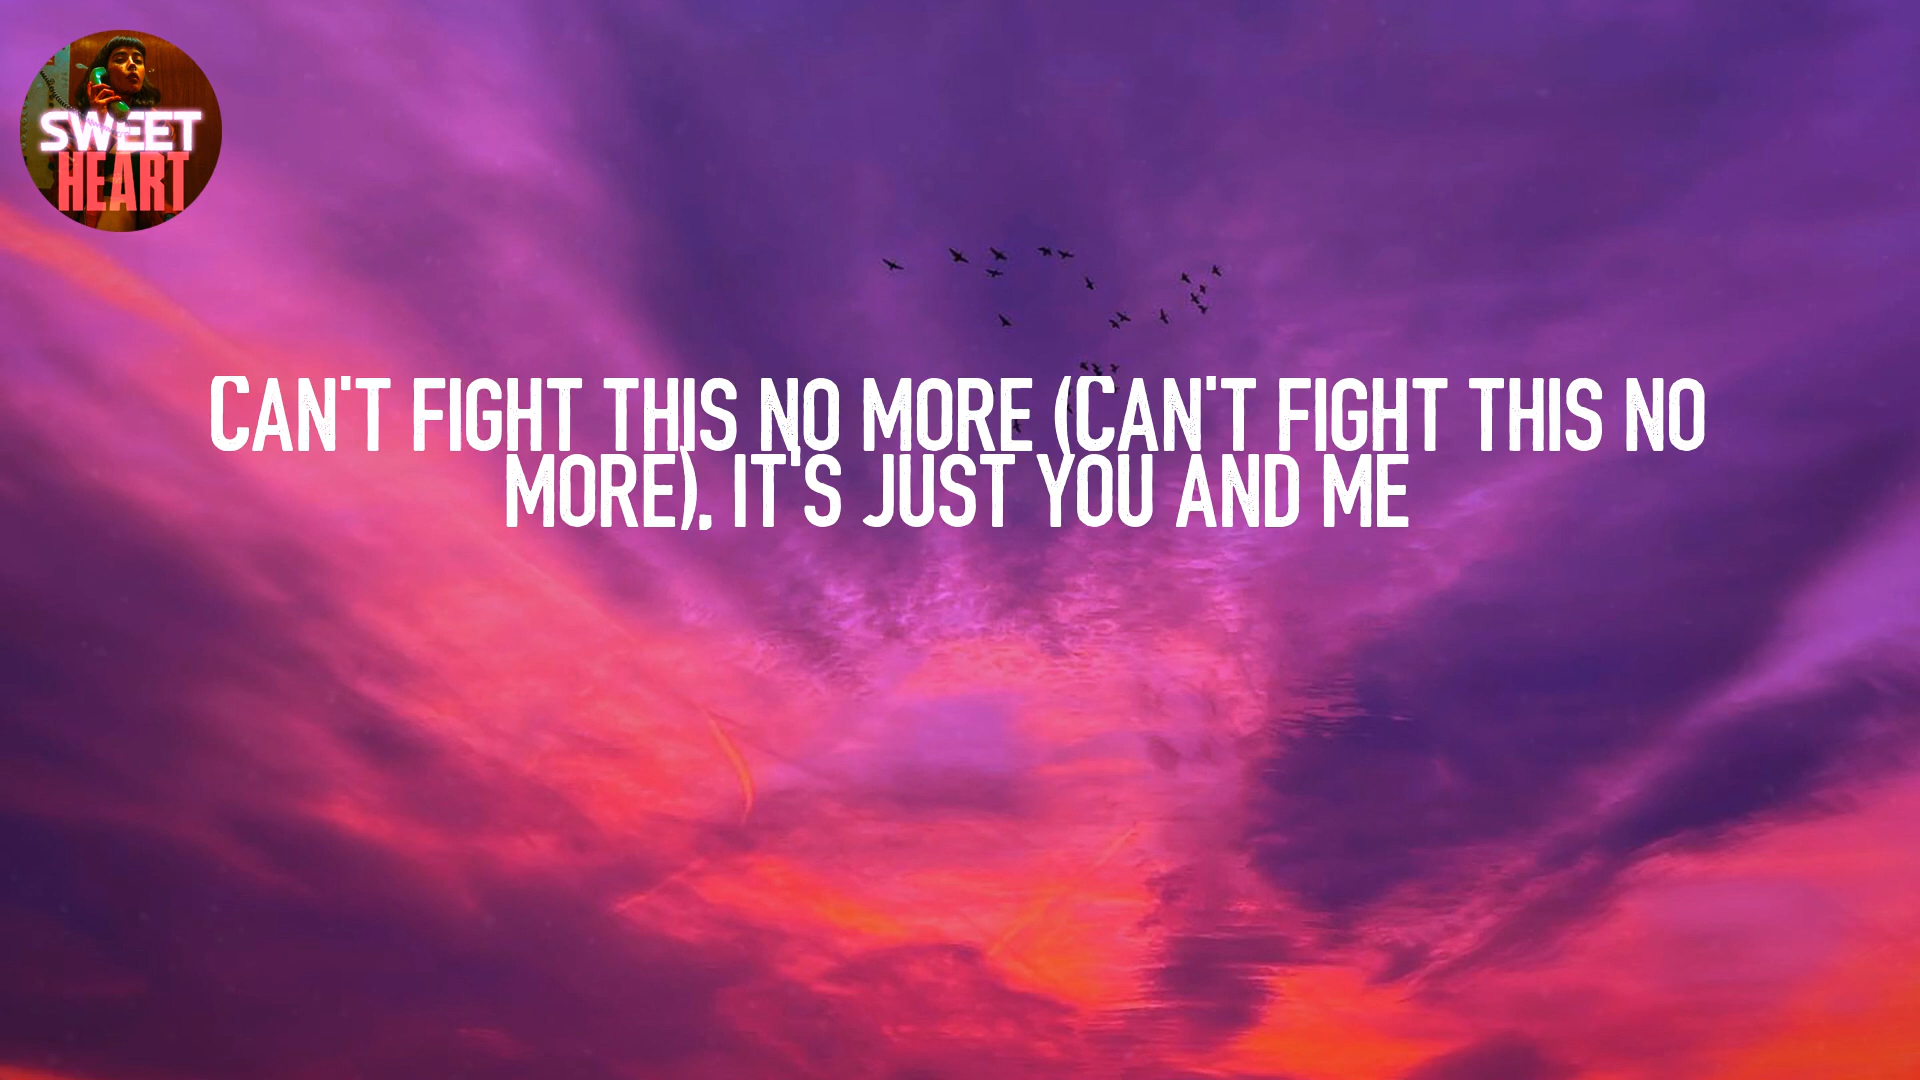 SWEET
HEART
CAN'T FIGHT THIS NO MORE (CAN'T FIGHT THIS NO
MORE), IT'S JUST YOU AND ME